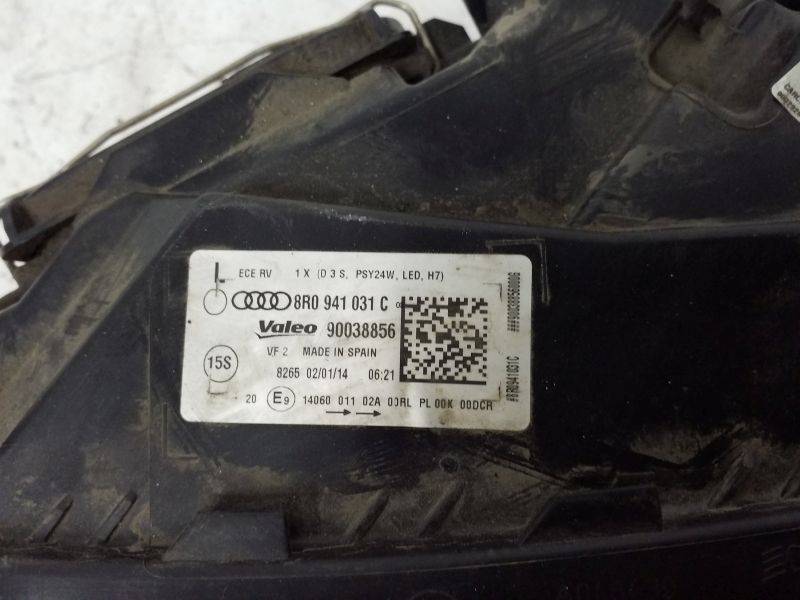 L ECE RV 1 X (D 3 S, PSY24W, LED, H7)
8R0 941 031 C
Valeo 90038856
VF 2 MADE IN SPAIN
15S
8265 02/01/14 06:21
20 E9 14060 011 02A 00RL PL 00K 00DCR
#8R0941031C